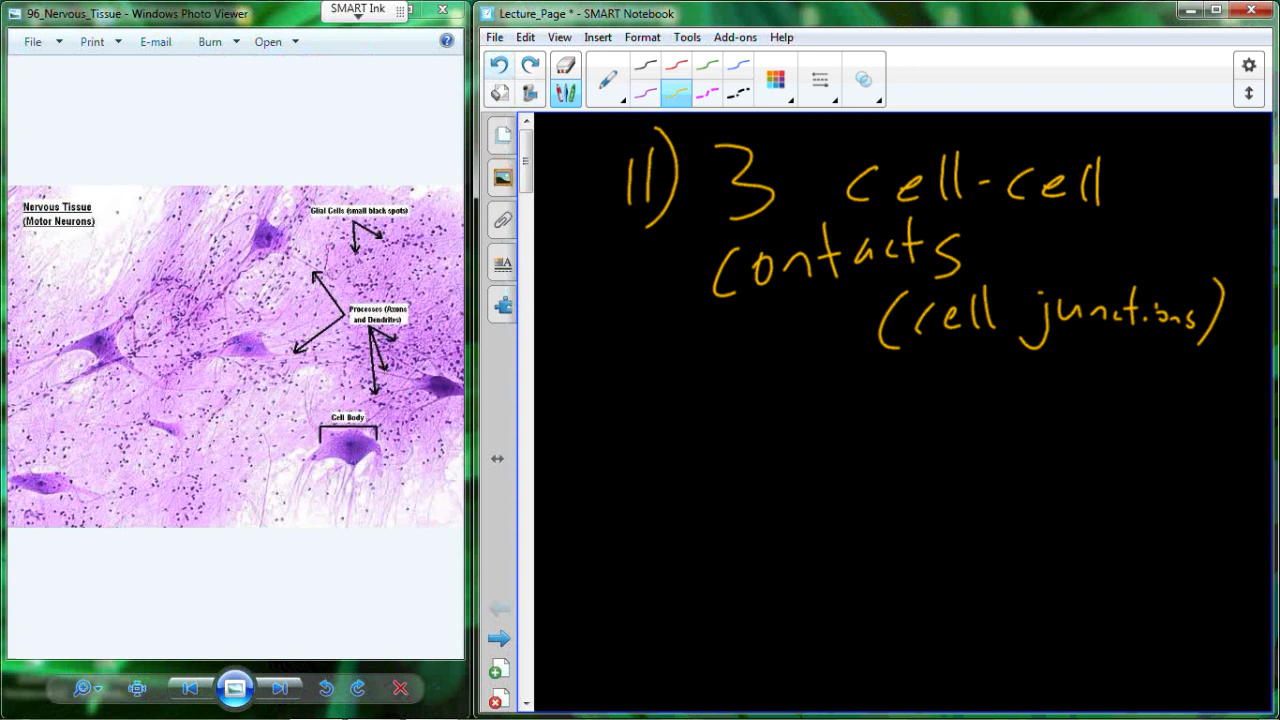 96_Nervous_Tissue - Windows Photo Viewer
SMART Ink
File Print E-mail Burn Open
Nervous Tissue
(Motor Neurons)
Glial Cells (small black spots)
Processes (Axons
and Dendrites)
Cell Body
Lecture_Page * - SMART Notebook
File Edit View Insert Format Tools Add-ons Help
11) 3 cell-cell
contacts
(cell junctions)